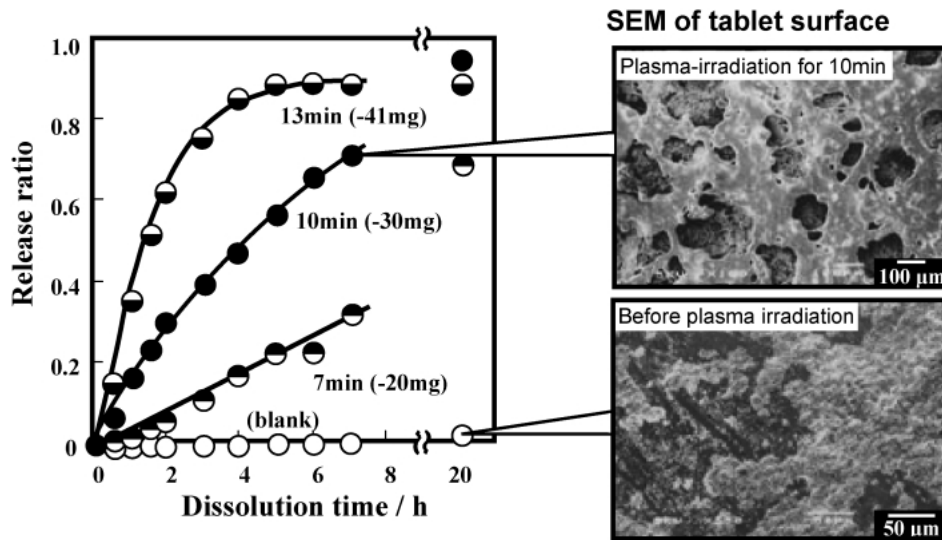 SEM of tablet surface
1.0
0.8
0.6
0.4
0.2
0
Release ratio
13min (-41mg)
10min (-30mg)
7min (-20mg)
(blank)
0 2 4 6 8 20
Dissolution time / h
Plasma-irradiation for 10min
100 µm
Before plasma irradiation
50 µm